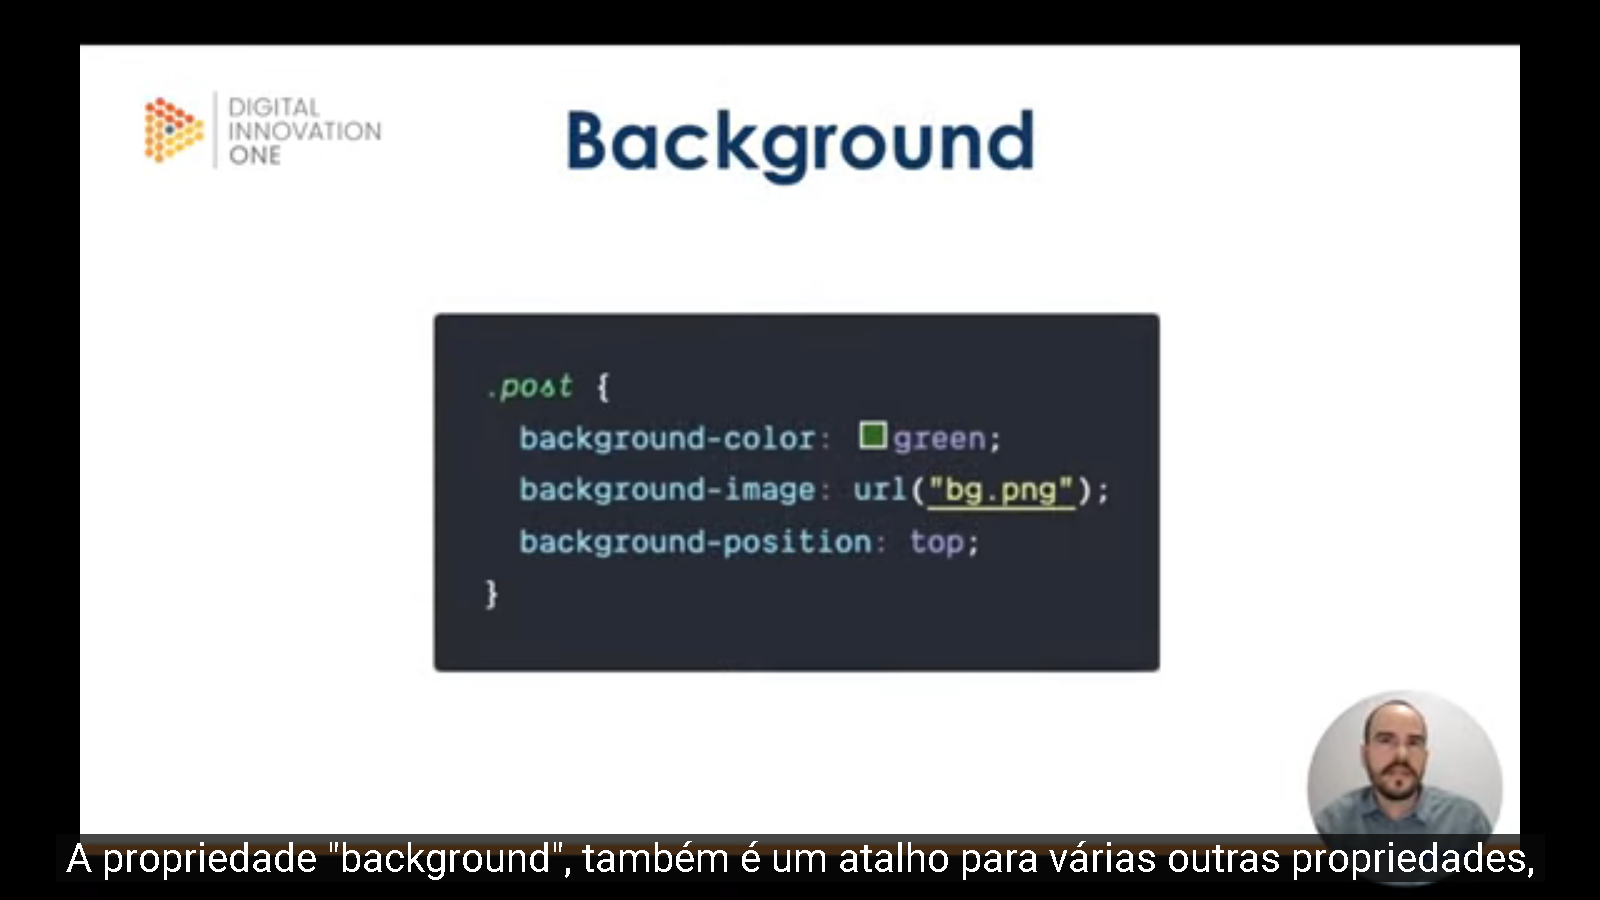 DIGITAL
INNOVATION
ONE
Background
.post {
background-color: green;
background-image: url("bg.png");
background-position: top;
}
A propriedade "background", também é um atalho para várias outras propriedades,